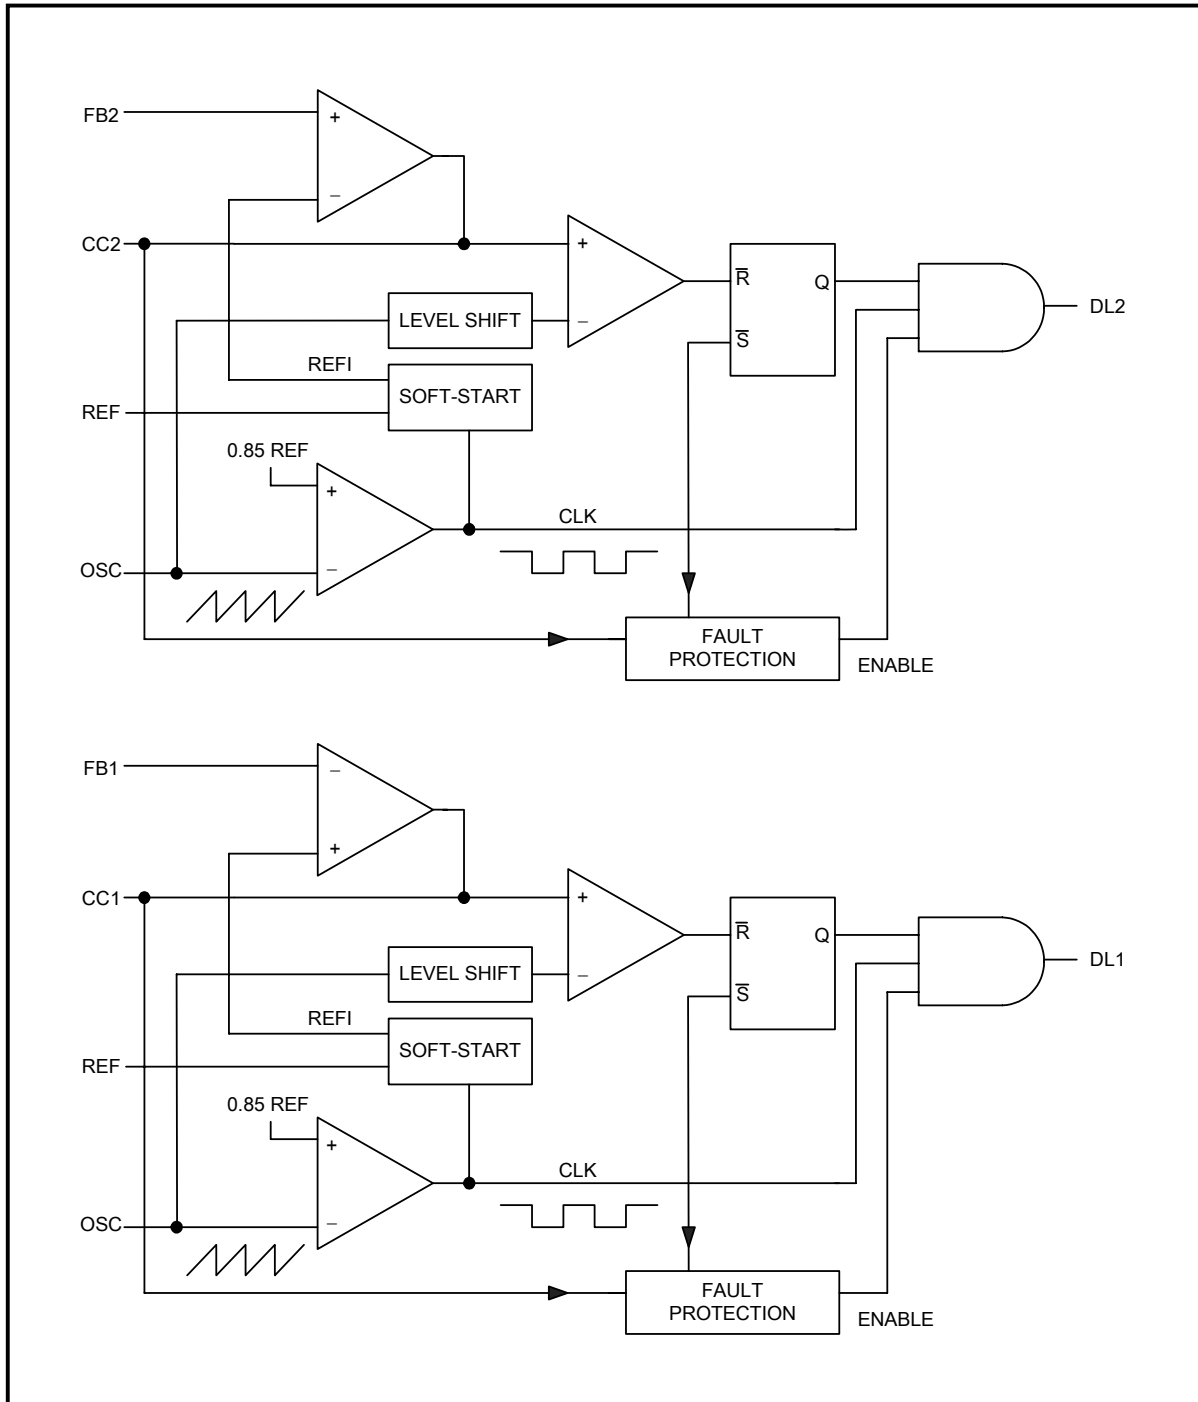 FB2
+
–
CC2
+
R̅
Q
DL2
LEVEL SHIFT
–
S̅
REFI
SOFT-START
REF
0.85 REF
+
CLK
OSC
–
FAULT
PROTECTION
ENABLE
FB1
–
+
CC1
+
R̅
Q
DL1
LEVEL SHIFT
–
S̅
REFI
SOFT-START
REF
0.85 REF
+
CLK
OSC
–
FAULT
PROTECTION
ENABLE